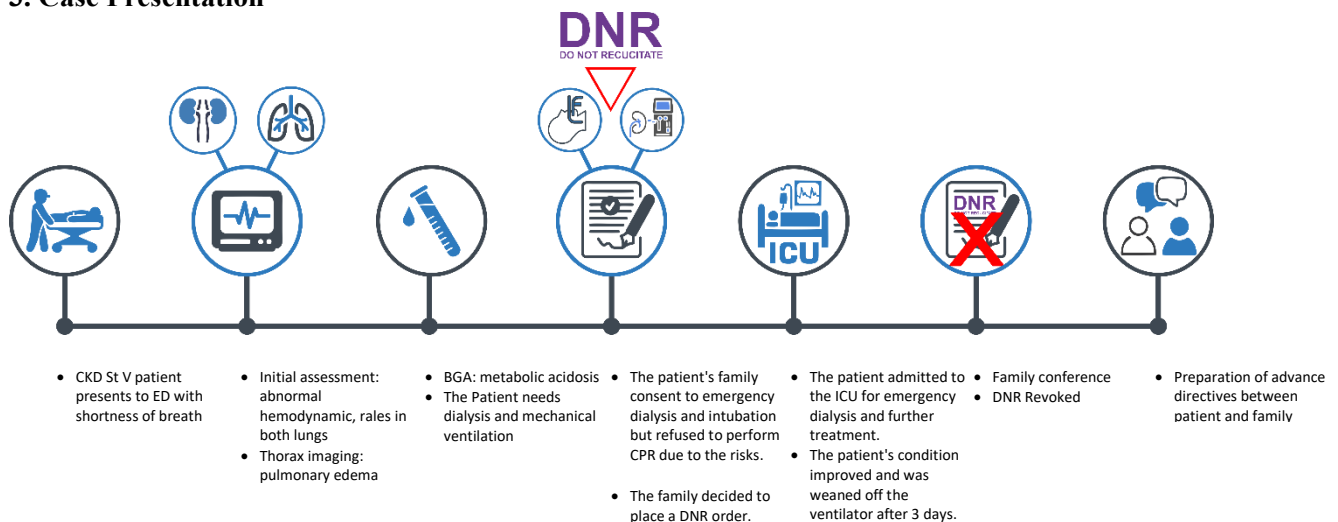 3. Case Presentation
DNR
DO NOT RECUCITATE
ICU
DNR
CKD St V patient
presents to ED with
shortness of breath
Initial assessment:
abnormal
hemodynamic, rales in
both lungs
Thorax imaging:
pulmonary edema
BGA: metabolic acidosis
The Patient needs
dialysis and mechanical
ventilation
The patient's family
consent to emergency
dialysis and intubation
but refused to perform
CPR due to the risks.
The family decided to
place a DNR order.
The patient admitted to
the ICU for emergency
dialysis and further
treatment.
The patient's condition
improved and was
weaned off the
ventilator after 3 days.
Family conference
DNR Revoked
Preparation of advance
directives between
patient and family